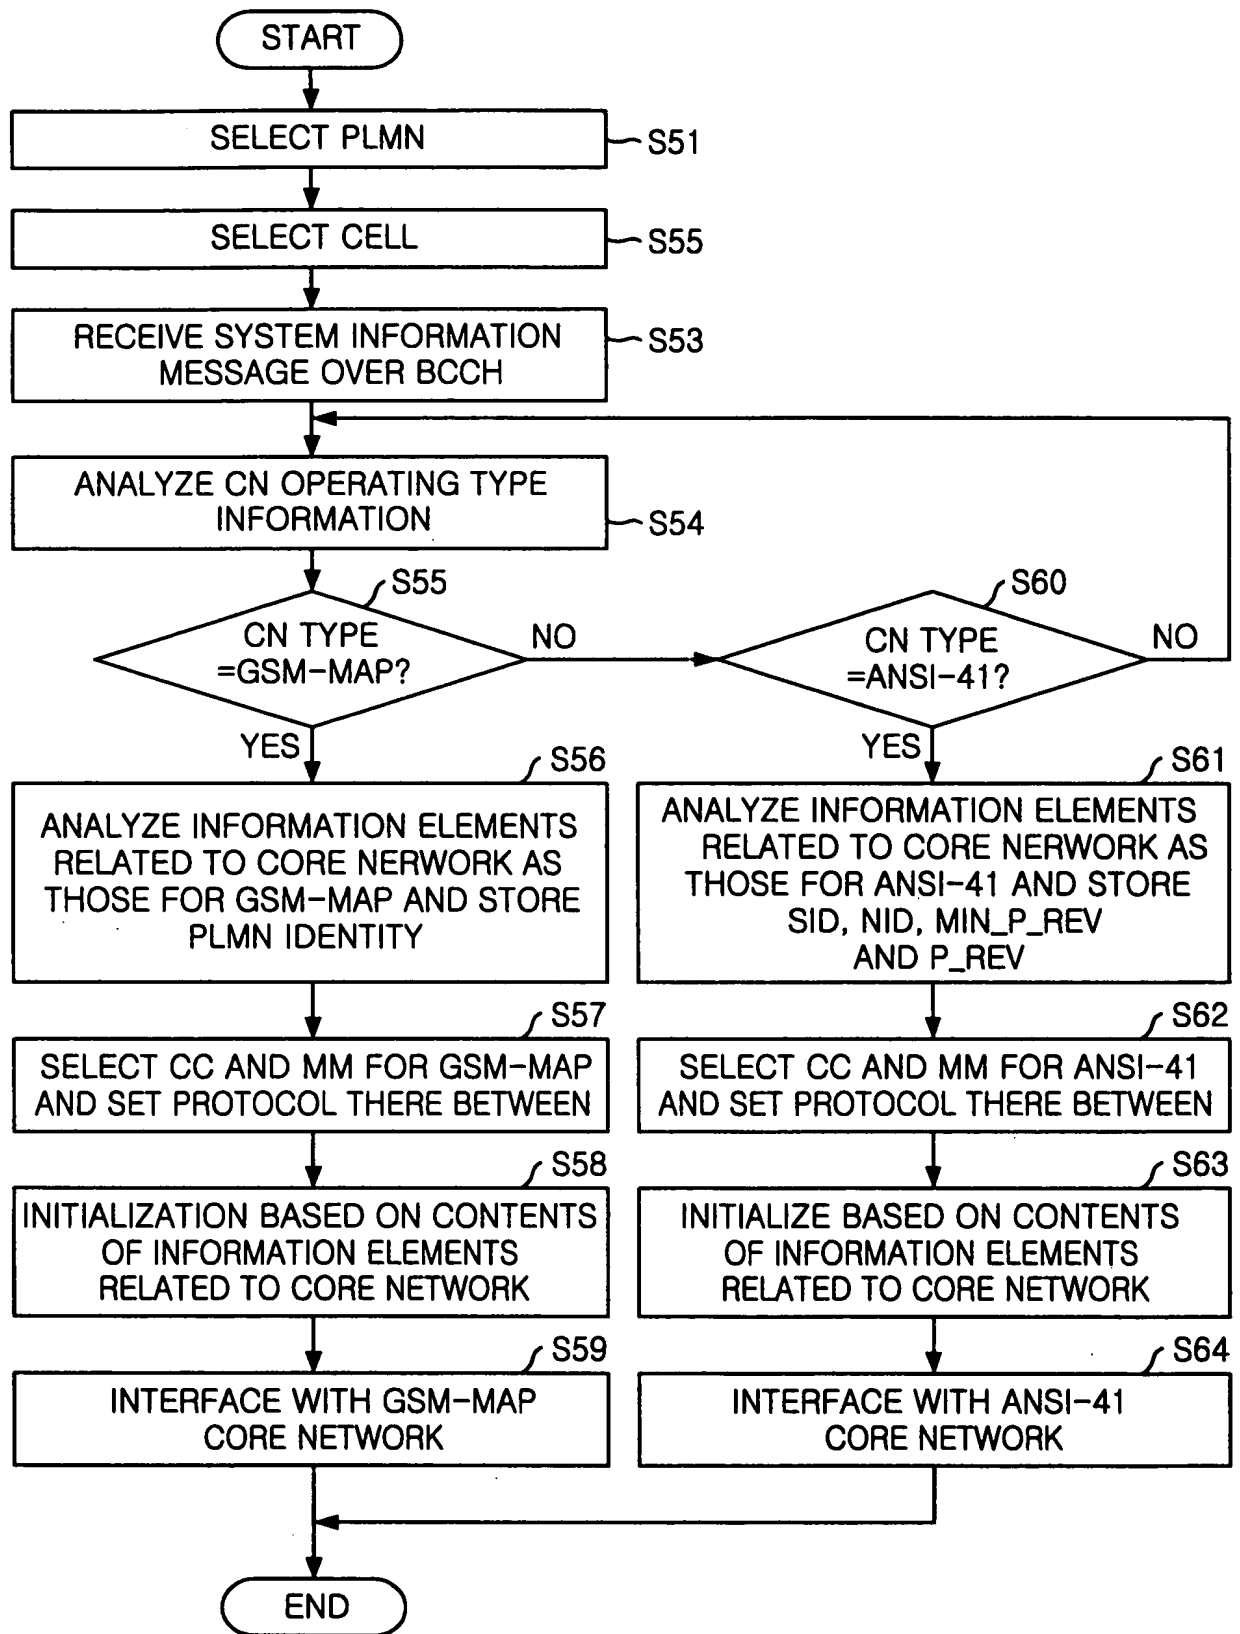 START
SELECT PLMN
S51
SELECT CELL
S55
RECEIVE SYSTEM INFORMATION
MESSAGE OVER BCCH
S53
ANALYZE CN OPERATING TYPE
INFORMATION
S54
S55
CN TYPE
=GSM-MAP?
NO
YES
S60
CN TYPE
=ANSI-41?
NO
YES
S56
ANALYZE INFORMATION ELEMENTS
RELATED TO CORE NERWORK AS
THOSE FOR GSM-MAP AND STORE
PLMN IDENTITY
S61
ANALYZE INFORMATION ELEMENTS
RELATED TO CORE NERWORK AS
THOSE FOR ANSI-41 AND STORE
SID, NID, MIN_P_REV
AND P_REV
S57
SELECT CC AND MM FOR GSM-MAP
AND SET PROTOCOL THERE BETWEEN
S62
SELECT CC AND MM FOR ANSI-41
AND SET PROTOCOL THERE BETWEEN
S58
INITIALIZATION BASED ON CONTENTS
OF INFORMATION ELEMENTS
RELATED TO CORE NETWORK
S63
INITIALIZE BASED ON CONTENTS
OF INFORMATION ELEMENTS
RELATED TO CORE NETWORK
S59
INTERFACE WITH GSM-MAP
CORE NETWORK
S64
INTERFACE WITH ANSI-41
CORE NETWORK
END